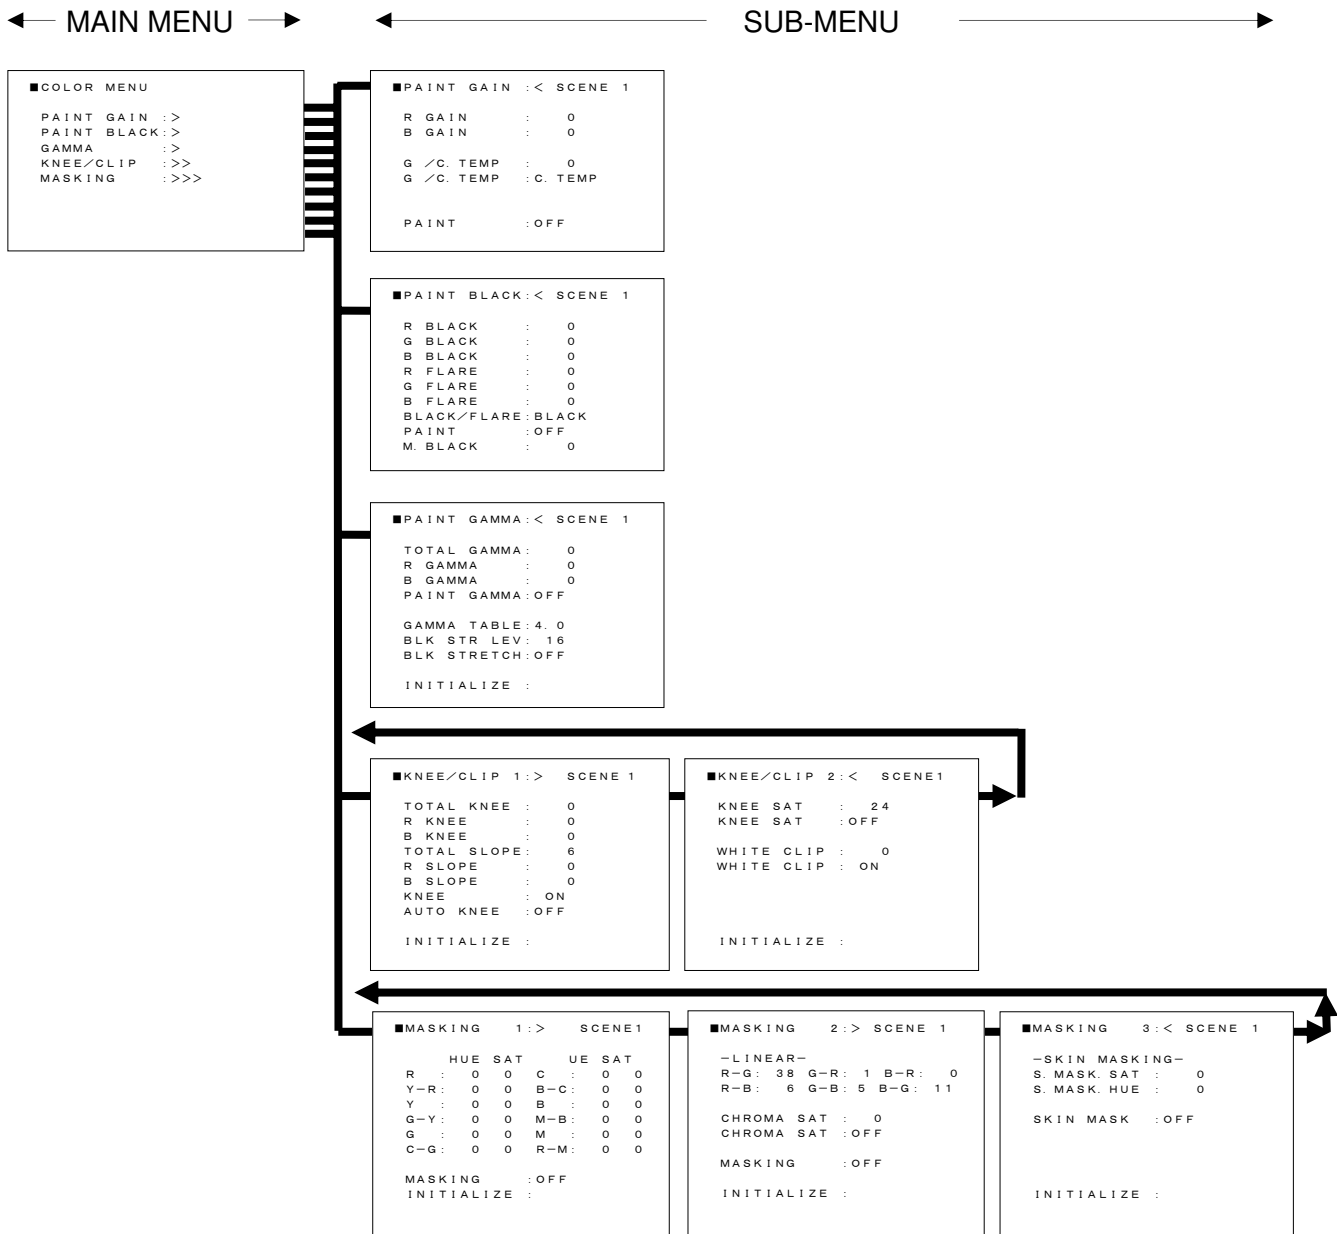 MAIN MENU
SUB-MENU
■COLOR MENU
PAINT GAIN :>
PAINT BLACK:>
GAMMA :>
KNEE/CLIP :>>
MASKING :>>>
■PAINT GAIN :< SCENE 1
R GAIN : 0
B GAIN : 0
G /C. TEMP : 0
G /C. TEMP :C. TEMP
PAINT :OFF
■PAINT BLACK:< SCENE 1
R BLACK : 0
G BLACK : 0
B BLACK : 0
R FLARE : 0
G FLARE : 0
B FLARE : 0
BLACK/FLARE:BLACK
PAINT :OFF
M. BLACK : 0
■PAINT GAMMA:< SCENE 1
TOTAL GAMMA: 0
R GAMMA : 0
B GAMMA : 0
PAINT GAMMA:OFF
GAMMA TABLE:4. 0
BLK STR LEV: 16
BLK STRETCH:OFF
INITIALIZE :
■KNEE/CLIP 1:> SCENE 1
TOTAL KNEE : 0
R KNEE : 0
B KNEE : 0
TOTAL SLOPE: 6
R SLOPE : 0
B SLOPE : 0
KNEE : ON
AUTO KNEE :OFF
INITIALIZE :
■KNEE/CLIP 2:< SCENE1
KNEE SAT : 24
KNEE SAT :OFF
WHITE CLIP : 0
WHITE CLIP : ON
INITIALIZE :
■MASKING 1:> SCENE1
HUE SAT UE SAT
R : 0 0 C : 0 0
Y-R: 0 0 B-C: 0 0
Y : 0 0 B : 0 0
G-Y: 0 0 M-B: 0 0
G : 0 0 M : 0 0
C-G: 0 0 R-M: 0 0
MASKING :OFF
INITIALIZE :
■MASKING 2:> SCENE 1
-LINEAR-
R-G: 38 G-R: 1 B-R: 0
R-B: 6 G-B: 5 B-G: 11
CHROMA SAT : 0
CHROMA SAT :OFF
MASKING :OFF
INITIALIZE :
■MASKING 3:< SCENE 1
-SKIN MASKING-
S. MASK. SAT : 0
S. MASK. HUE : 0
SKIN MASK :OFF
INITIALIZE :